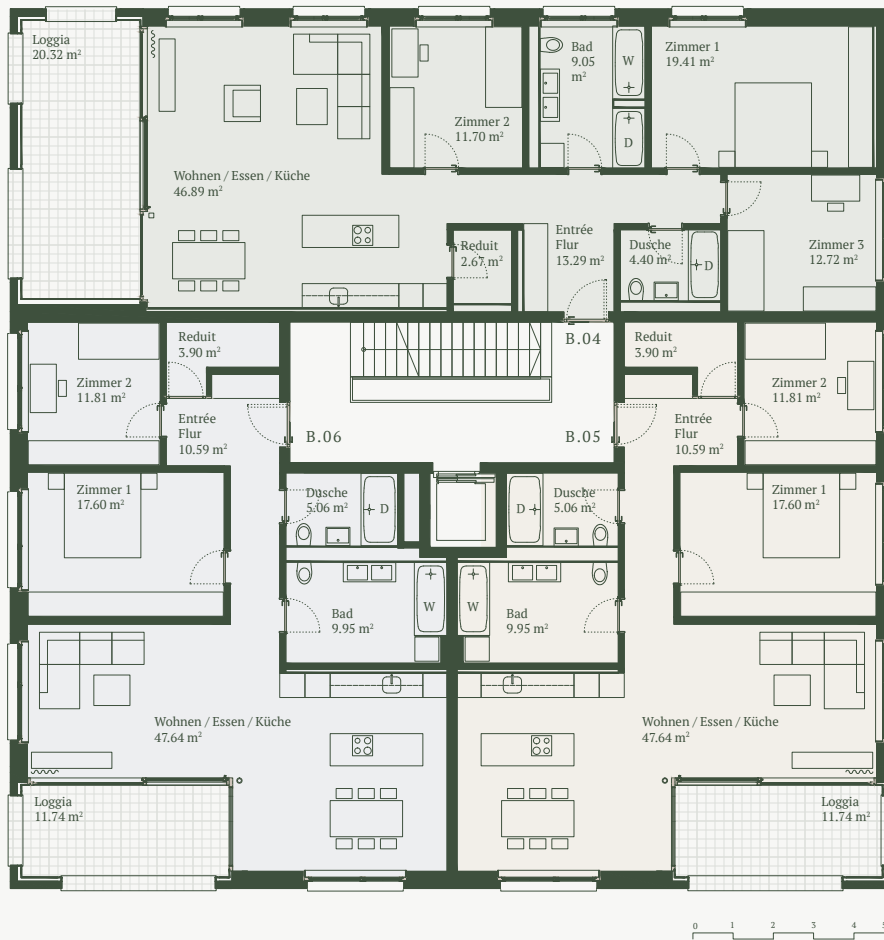 Loggia
20.32 m²
Wohnen / Essen / Küche
46.89 m²
Zimmer 2
11.70 m²
Bad
9.05
m²
W
D
Zimmer 1
19.41 m²
Reduit
2.67 m²
Entrée
Flur
13.29 m²
Dusche
4.40 m²
D
Zimmer 3
12.72 m²
B.04
B.06
B.05
Zimmer 2
11.81 m²
Reduit
3.90 m²
Entrée
Flur
10.59 m²
Reduit
3.90 m²
Entrée
Flur
10.59 m²
Zimmer 2
11.81 m²
Zimmer 1
17.60 m²
Dusche
5.06 m²
D
D
Dusche
5.06 m²
Zimmer 1
17.60 m²
Bad
9.95 m²
W
W
Bad
9.95 m²
Wohnen / Essen / Küche
47.64 m²
Wohnen / Essen / Küche
47.64 m²
Loggia
11.74 m²
Loggia
11.74 m²
0 1 2 3 4 5